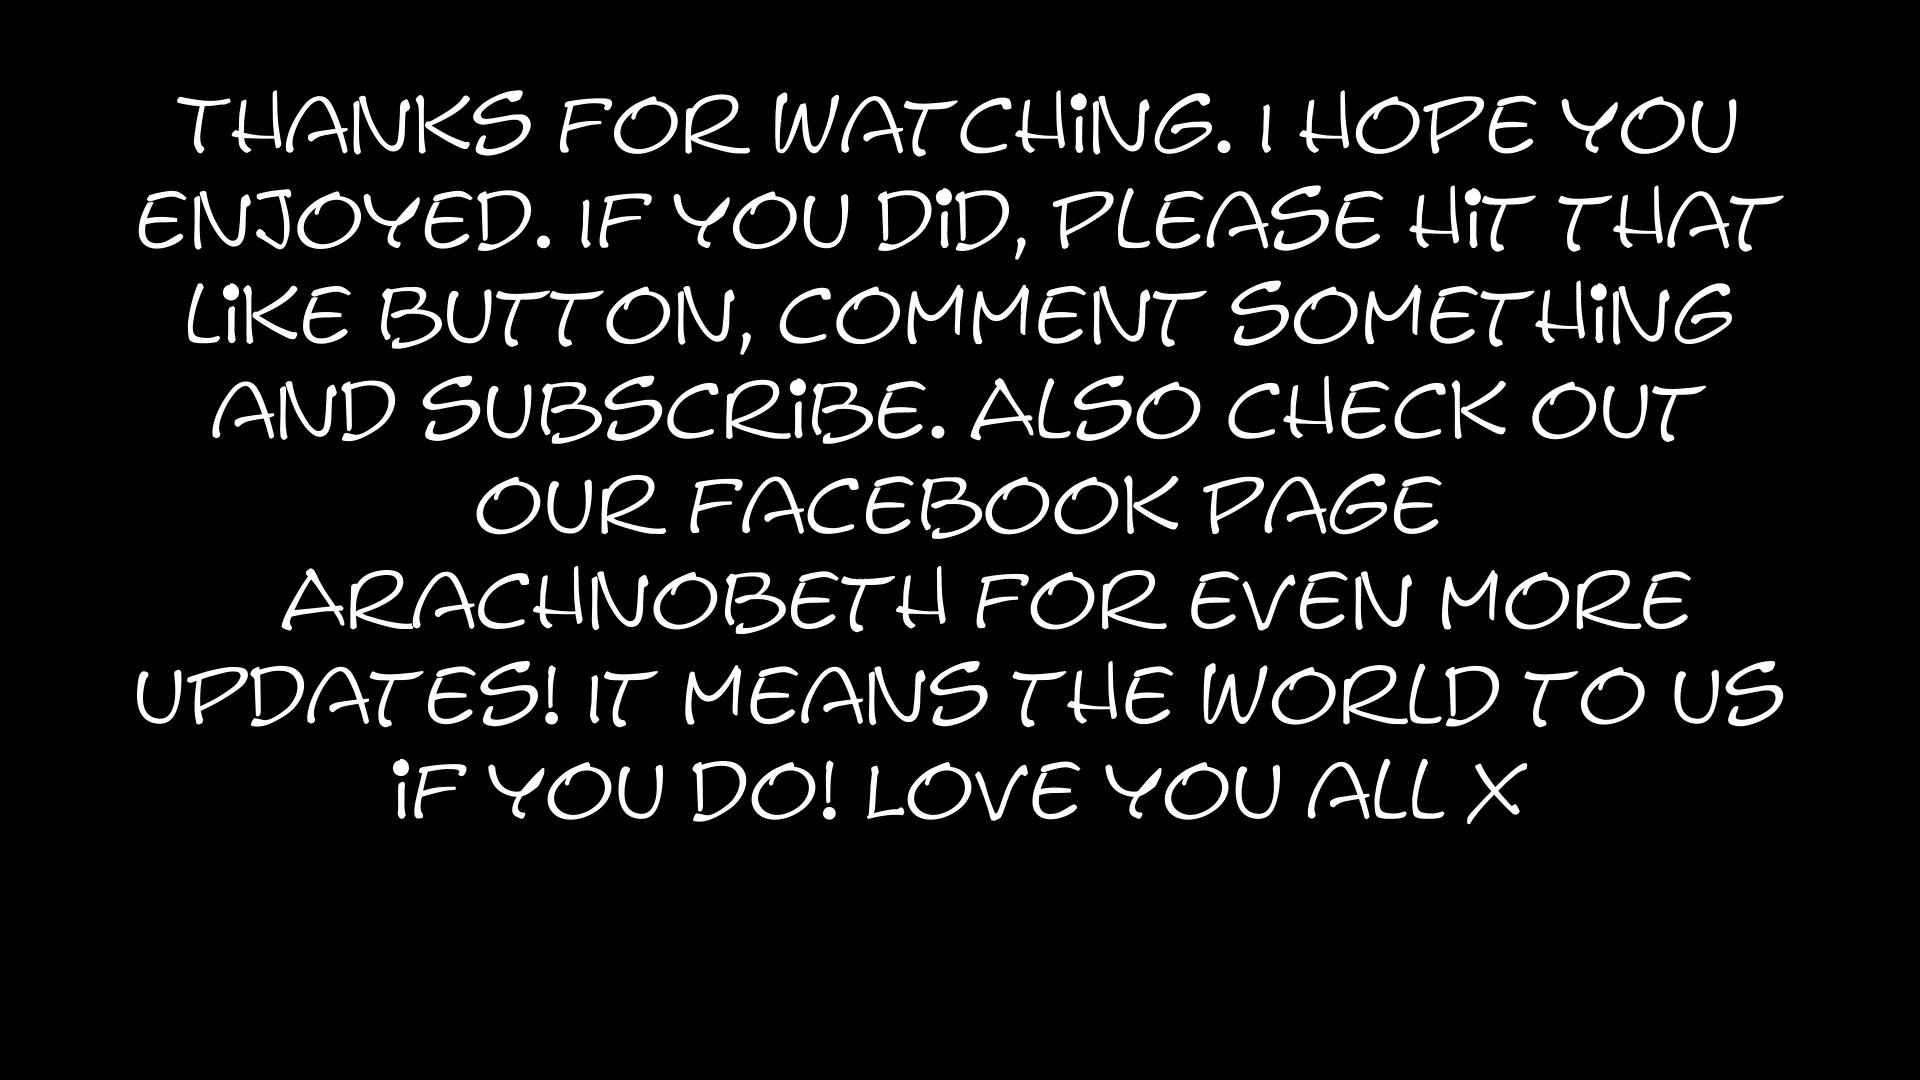 THANKS FOR WATCHiNG. I HOPE YOU
ENJOYED. IF YOU DiD, PLEASE HiT THAT
LiKE BUTTON, COMMENT SOMETHiNG
AND SUBSCRiBE. ALSO CHECK OUT
OUR FACEBOOK PAGE
ARACHNOBETH FOR EVEN MORE
UPDATES! IT MEANS THE WORLD TO US
iF YOU DO! LOVE YOU ALL X